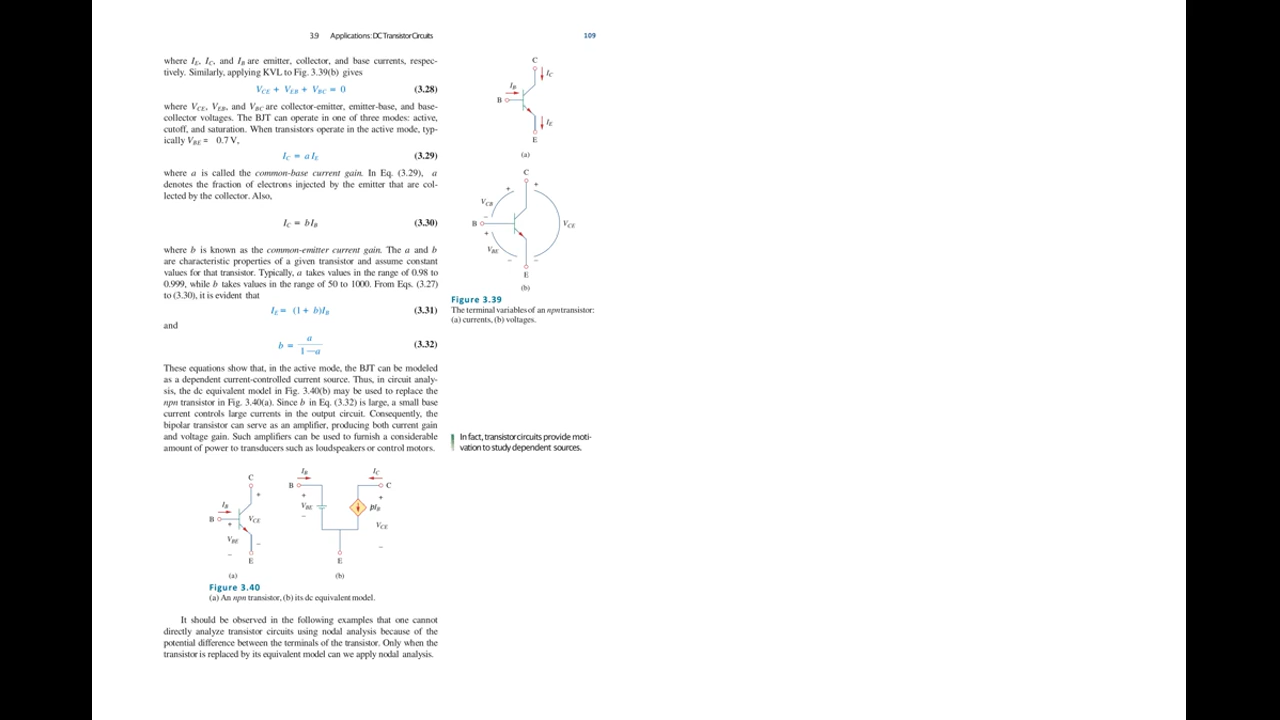 3.9 Applications: DC Transistor Circuits 109
where I_E, I_C, and I_B are emitter, collector, and base currents, respec-
tively. Similarly, applying KVL to Fig. 3.39(b) gives
V_CE + V_EB + V_BC = 0 (3.28)
where V_CE, V_EB, and V_BC are collector-emitter, emitter-base, and base-
collector voltages. The BJT can operate in one of three modes: active,
cutoff, and saturation. When transistors operate in the active mode, typ-
ically V_BE = 0.7 V,
I_C = a I_E (3.29)
where a is called the common-base current gain. In Eq. (3.29), a
denotes the fraction of electrons injected by the emitter that are col-
lected by the collector. Also,
I_C = bI_B (3.30)
where b is known as the common-emitter current gain. The a and b
are characteristic properties of a given transistor and assume constant
values for that transistor. Typically, a takes values in the range of 0.98 to
0.999, while b takes values in the range of 50 to 1000. From Eqs. (3.27)
to (3.30), it is evident that
I_E = (1 + b)I_B (3.31)
and
b = a / 1 — a (3.32)
These equations show that, in the active mode, the BJT can be modeled
as a dependent current-controlled current source. Thus, in circuit analy-
sis, the dc equivalent model in Fig. 3.40(b) may be used to replace the
npn transistor in Fig. 3.40(a). Since b in Eq. (3.32) is large, a small base
current controls large currents in the output circuit. Consequently, the
bipolar transistor can serve as an amplifier, producing both current gain
and voltage gain. Such amplifiers can be used to furnish a considerable
amount of power to transducers such as loudspeakers or control motors.
C
I_B
+
B
+
V_CE
V_BE
−
−
E
(a)
I_B
B
+
V_BE
−
I_C
C
+
βI_B
V_CE
−
E
(b)
Figure 3.40
(a) An npn transistor, (b) its dc equivalent model.
It should be observed in the following examples that one cannot
directly analyze transistor circuits using nodal analysis because of the
potential difference between the terminals of the transistor. Only when the
transistor is replaced by its equivalent model can we apply nodal analysis.
C
I_C
I_B
B
I_E
E
(a)
C
+
+
V_CB
−
B
V_CE
+
V_BE
−
−
E
(b)
Figure 3.39
The terminal variables of an npn transistor:
(a) currents, (b) voltages.
In fact, transistor circuits provide moti-
vation to study dependent sources.